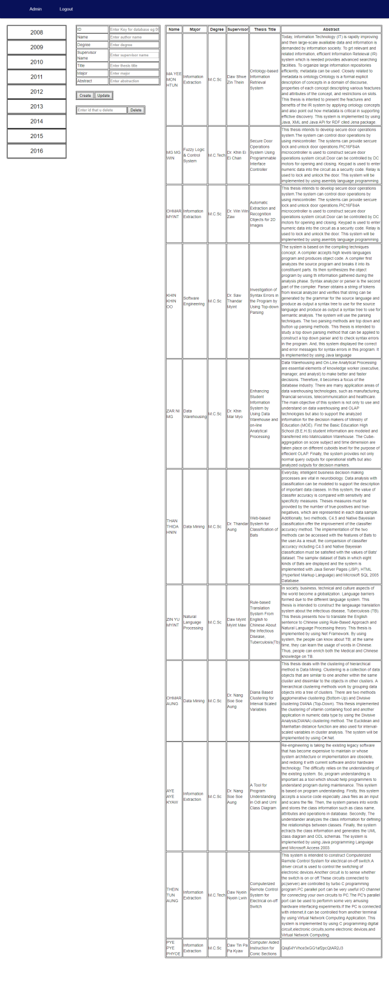 Admin Logout
2008
2009
2010
2011
2012
2013
2014
2015
2016
ID Enter Key for database eg:
Name Enter author name
Degree Enter degree
Supervisor Name Enter supervisor name
Title Enter thesis title
Major Enter major
Abstract Enter abstraction
Create Update
Enter id that u delete Delete
Name Major Degree Supervisor Thesis Title Abstract
MA YEE MON HTUN
Information Extraction
M.C.Sc
Daw Shwe Zin Thein
Ontology-based Information Retrieval System
Today, Information Technology (IT) is rapidly improving
and then large-scale available data and information is
demanded by information society. To grt relevant and
related information, efficient Information Reteieval (IR)
system which is needed provides advanced searching
facilities. To organize large information repositories
efficiently, metadata can be used. Closely related to
metadata is ontology.Ontology is a formal explicit
description of concepts in a domain of discourse,
properties of each concept descripting various feactures
and attributes of the concept, and restrictions on slots.
This thesis is intented to present the feactures and
benefits of the IR system by applying ontology concepts
and also point out how metadata is critical in supporting
effictive discovery. This system is implemented by using
Java, XML and Java API for RDF clled Jena package.
MG MG WIN
Fuzzy Logic & Control System
M.C.Tech
Dr. Khin Ei Ei Chan
Secure Door Operations System Using Programmable Interface Controller
This thesis intends to develop secure door operations
system.The system can control door operations by
using minicontroller. The systems can provide sercure
lock and unlock door operations.PIC16F84A
microcontroller is used to construct secure door
operations system circuit.Door can be controlled by DC
motors for opening and closing. Keypad is used to enter
numeric data into the circuit as a security code. Relay is
used to lock and unlock the door. This system will be
implemented by using asembly language programming.
OHMAR MYINT
Information Extraction
M.C.Sc
Dr. Win Win Zaw
Automatic Extraction and Recognition Objects for 2D Images
This thesis intends to develop secure door operations
system.The system can control door operations by
using minicontroller. The systems can provide sercure
lock and unlock door operations.PIC16F84A
microcontroller is used to construct secure door
operations system circuit.Door can be controlled by DC
motors for opening and closing. Keypad is used to enter
numeric data into the circuit as a security code. Relay is
used to lock and unlock the door. This system will be
implemented by using asembly language programming.
KHIN KHIN OO
Software Engineering
M.C.Sc
Dr. Saw Thandar Myint
Investigation of Syntax Errors in the Program by Using Top-down Parsing
The system is based on the compiling techniques
concept. A compiler accepts high levels languages
program and produces object code. A compiler first
analyzes the source program and breaks it into its
constituent parts. Its then synthesizes the object
program by using th information gathered during the
analysis phase. Syntax analyzer or parser is the second
part of the compiler. Parser obtains a string of tokens
from lexical analyzer and verifies that string can be
generated by the grammar for the source language and
produce as output a syntax tree to use for the source
language and produce as output a syntax tree to use for
semantic analysis. The system will use the parsing
techniques. The two parsing methods are top down and
button up parsing methods. This thesis is intended to
study a top down parsing method that can be applied to
construct a top down parser and to check syntax errors
in the program. And, this system displayed the correct
and error messages for syntax errors in this program. It
is implemented by using Java language
ZAR NI MG
Data Warehousing
M.C.Sc
Dr. Khin Mar Myo
Enhancing Student Information System by Using Data Warehouse and on-line Analytical Processing
Data Warehousing and On-Line Analytical Processing
are essential elements of knowledge worker (executive,
manager, and analyst) to make better and faster
decisions. Therefore, it becomes a focus of the
database industry. There are many application areas of
data warehousing technologies, such as manufacturing,
financial services, telecommunication and healthcare.
The main objective of this system is not only to use and
understand on data warehousing and OLAP
technologies but also to support the analyzed
information for the decision makers of Ministry of
Education (MOE). First the Basic Education High
School (B.E.H.S) student information are modeled and
transferred into Matriculation Warehouse. The Cube-
aggregation on score subject and time dimension are
taken place on different cuboids level for the purpose of
effecient OLAP. Finally, the system provides not only
normal query outputs for operational staffs but also
analyzed outputs for decision markers.
THAN THIDA HNIN
Data Mining
M.C.Sc
Dr. Thandar Aung
Web-based System for Classification of Bats
Everyday, intelligent business decision making
processes are vital in neurobiology. Data analysis with
classification can be modeled to support the description
of important data classes. In this system, the value of
classifer accuracy is compared with sensitivity and
specificity measures. Theses measures must be
provided by the number of true-positives and true-
negatives, which are represented in each data sample.
Additionally, two methods, C4.5 and Native Bayesian
classification offer the improvement of the classifier
accuracy method. The implementation of the two
methods can be accessed with the features of Bats to
the user.As a result, the comparision of classifier
accuracy including C4.5 and Native Bayesian
classification must be satisfied with the values of Bats'
dataset. The samplw dataset of Bats in which eight
kinds of Bats are displayed and the system is
implemented with Java Server Pages (JSP), HTML
(Hypertext Markup Language) and Microsoft SQL 2005
Database.
ZIN YU MYINT
Natural Language Processing
M.C.Sc
Daw Myint Myint Maw
Rule-based Translation System From English to Chinese About the Infectious Disease, Tuberculosis(Tb)
In society, business, technical and culture aspects of
the world become a globalization. Language barriers
formed due to the different language system. This
thesis is intended to construct the langauage translation
system about the infectious disease, Tuberculosis (TB).
This thesis presents how to translate the English
sentence to Chinese using Rule-Based Approach and
Natural Language Processing theory. This thesis is
implemented by using Net Framework. By using
system, the people can know about TB; at the same
time, they can learn the usage of words in Chinese.
Thus, people can enrich both the Medical and Chinese
knowledge on TB.
OHMAR AUNG
Data Mining
M.C.Sc
Dr. Nang Soe Soe Aung
Diana Based Clustering for Interval Scaled Variables
This thesis deals with the clustering of hierarchical
method is Data Mining. Clustering is a collection of data
objects that are similar to one another within the same
cluster and dissimilar to the objects in other clusters. A
hierarchical clustering methods work by grouping data
objects into a tree of clusters. There are two methods
agglomerative clustering (Bottom-Up) and Divisive
clustering DIANA (Top-Down). This thesis implemented
the clustering of vitamin containing food and another
application in numeric data type by using the Divisive
Analysis(DIANA) clustering method. The Euclidean and
Manhattan distance function are also used for interval-
scaled variables in cluster analysis. The system will be
implemented by using C#.Net.
AYE AYE KYAW
Information Extraction
M.C.Sc
Dr. Nang Soe Soe Aung
A Tool for Program Understanding in Odl and Uml Class Diagram
Re-engineering is taking the existing legacy software
that has become expensive to maintain or whose
system architecture or implementation are obsolete,
and redoing it with current software and/or hardware
technology. The difficulty relies on the understanding of
the existing system. So, program understanding is
important as a tool which should help programmers to
understand program during maintenance. This system
is based on program understanding. Firstly, this system
accepts a source code especially Java files as an input
and scans the file. Then, the system parses into words
and stores the class information such as class name,
attributes and operations in database. Secondly, The
understander analyzes the class information for defining
the relationships between classes. Finally, the system
ectracts the class information and generates the UML
class diagram and ODL schemas. The system is
implemented by using Java programming Language
and Microsoft Access 2003.
THEIN TUN AUNG
Information Extraction
M.C.Tech
Daw Nyein Nyein Lwin
Computerized Remote Control System for Electrical on-off Switch
This system is intended to construct Computerized
Remote Control System for electrical on-off switch.A
driver circuit is used to control the switching of
electronic devices.Another circuit is to sense whether
the switch is on or off.These circuits connected to
pc(server) are controlled by turbo C programming
program.PC parallel port can be very useful I/O channel
for connecting your own circuits to PC.The PC's parallel
port can be used to perfomm some very amusing
hardware interfacing experiments.If the PC is connected
with internet,it can be controlled from another terminal
by using Virtual Network Computing Application. This
system is implemented by using C programming digital
circuit,electronic circuits,some electronic devices,and
Virtual Network Computing.
PYE PYE PHYOE
Information Extraction
M.C.Sc
Daw Tin Pa Pa Kyaw
Computer Aided Instruction for Conic Sections
Qisj64YVhce3xGG1af2pcQtAR2J3